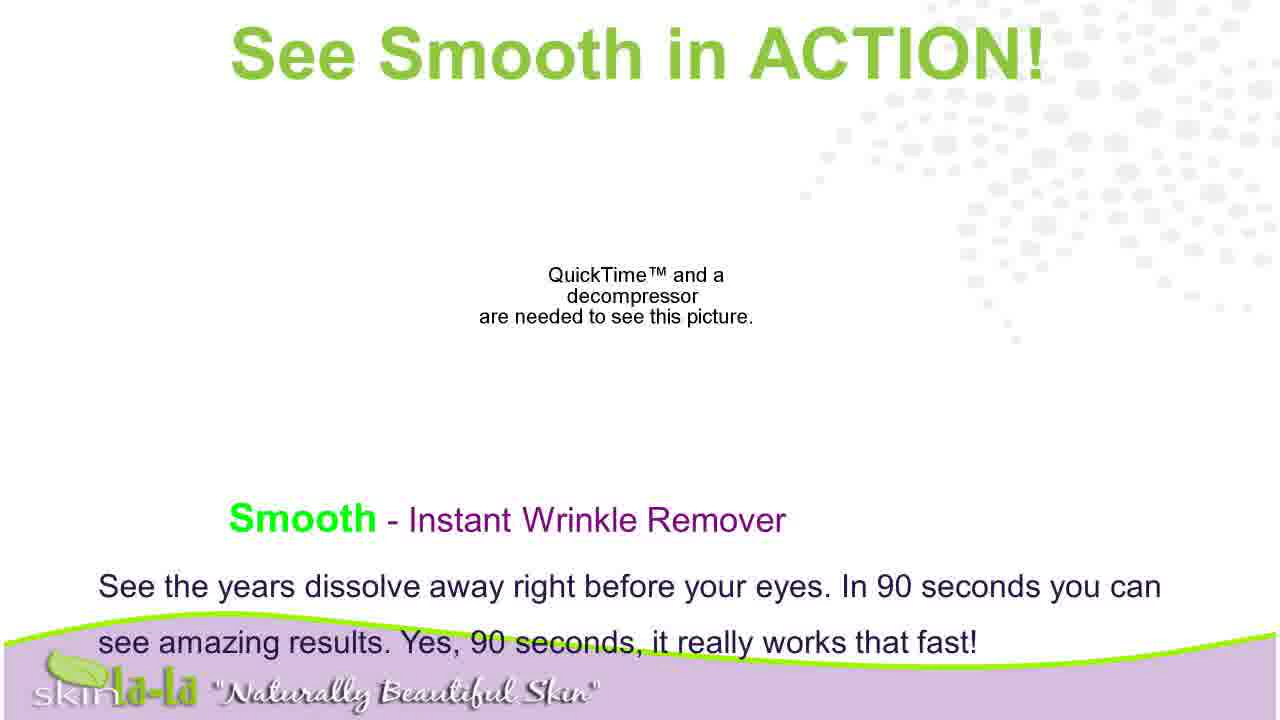 See Smooth in ACTION!
QuickTime™ and a
decompressor
are needed to see this picture.
Smooth - Instant Wrinkle Remover
See the years dissolve away right before your eyes. In 90 seconds you can
see amazing results. Yes, 90 seconds, it really works that fast!
skin la-la "Naturally Beautiful Skin"